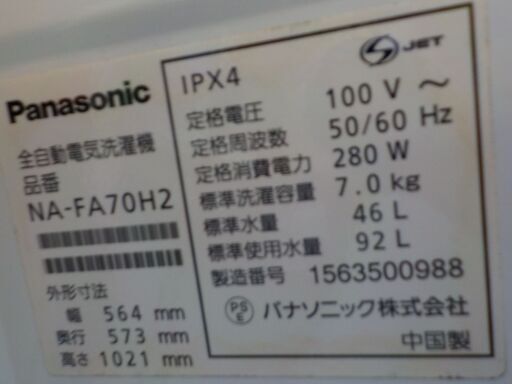 Panasonic
全自動電気洗濯機
品番
NA-FA70H2
外形寸法
幅 564 mm
奥行 573 mm
高さ 1021 mm
IPX4
S JET
定格電圧 100 V ~
定格周波数 50/60 Hz
定格消費電力 280 W
標準洗濯容量 7.0 kg
標準水量 46 L
標準使用水量 92 L
製造番号 1563500988
PSE パナソニック株式会社
中国製